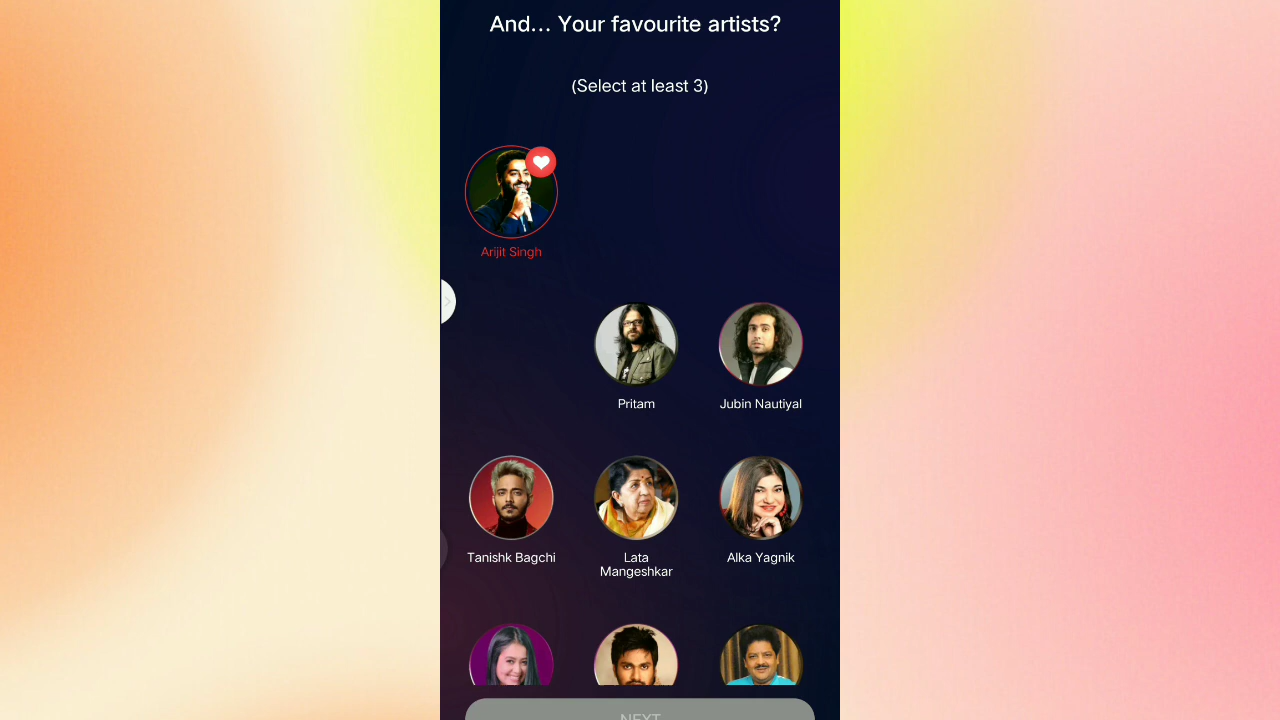 And... Your favourite artists?
(Select at least 3)
Arijit Singh
Pritam
Jubin Nautiyal
Tanishk Bagchi
Lata
Mangeshkar
Alka Yagnik
NEXT